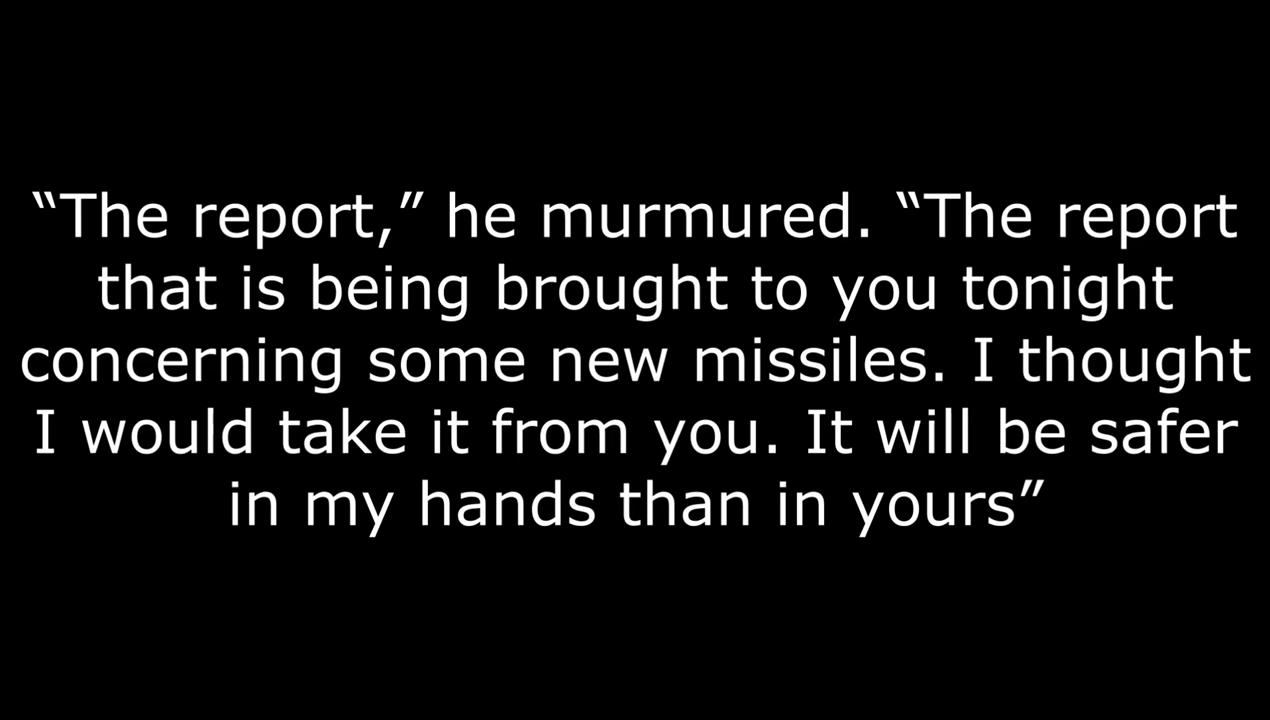 “The report,” he murmured. “The report
that is being brought to you tonight
concerning some new missiles. I thought
I would take it from you. It will be safer
in my hands than in yours”